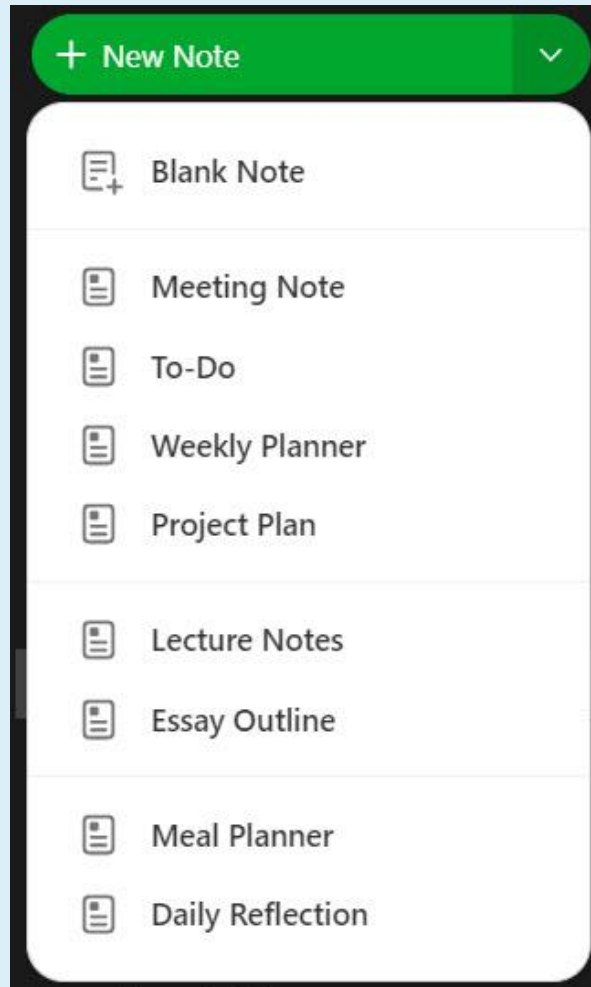 New Note
Blank Note
Meeting Note
To-Do
Weekly Planner
Project Plan
Lecture Notes
Essay Outline
Meal Planner
Daily Reflection